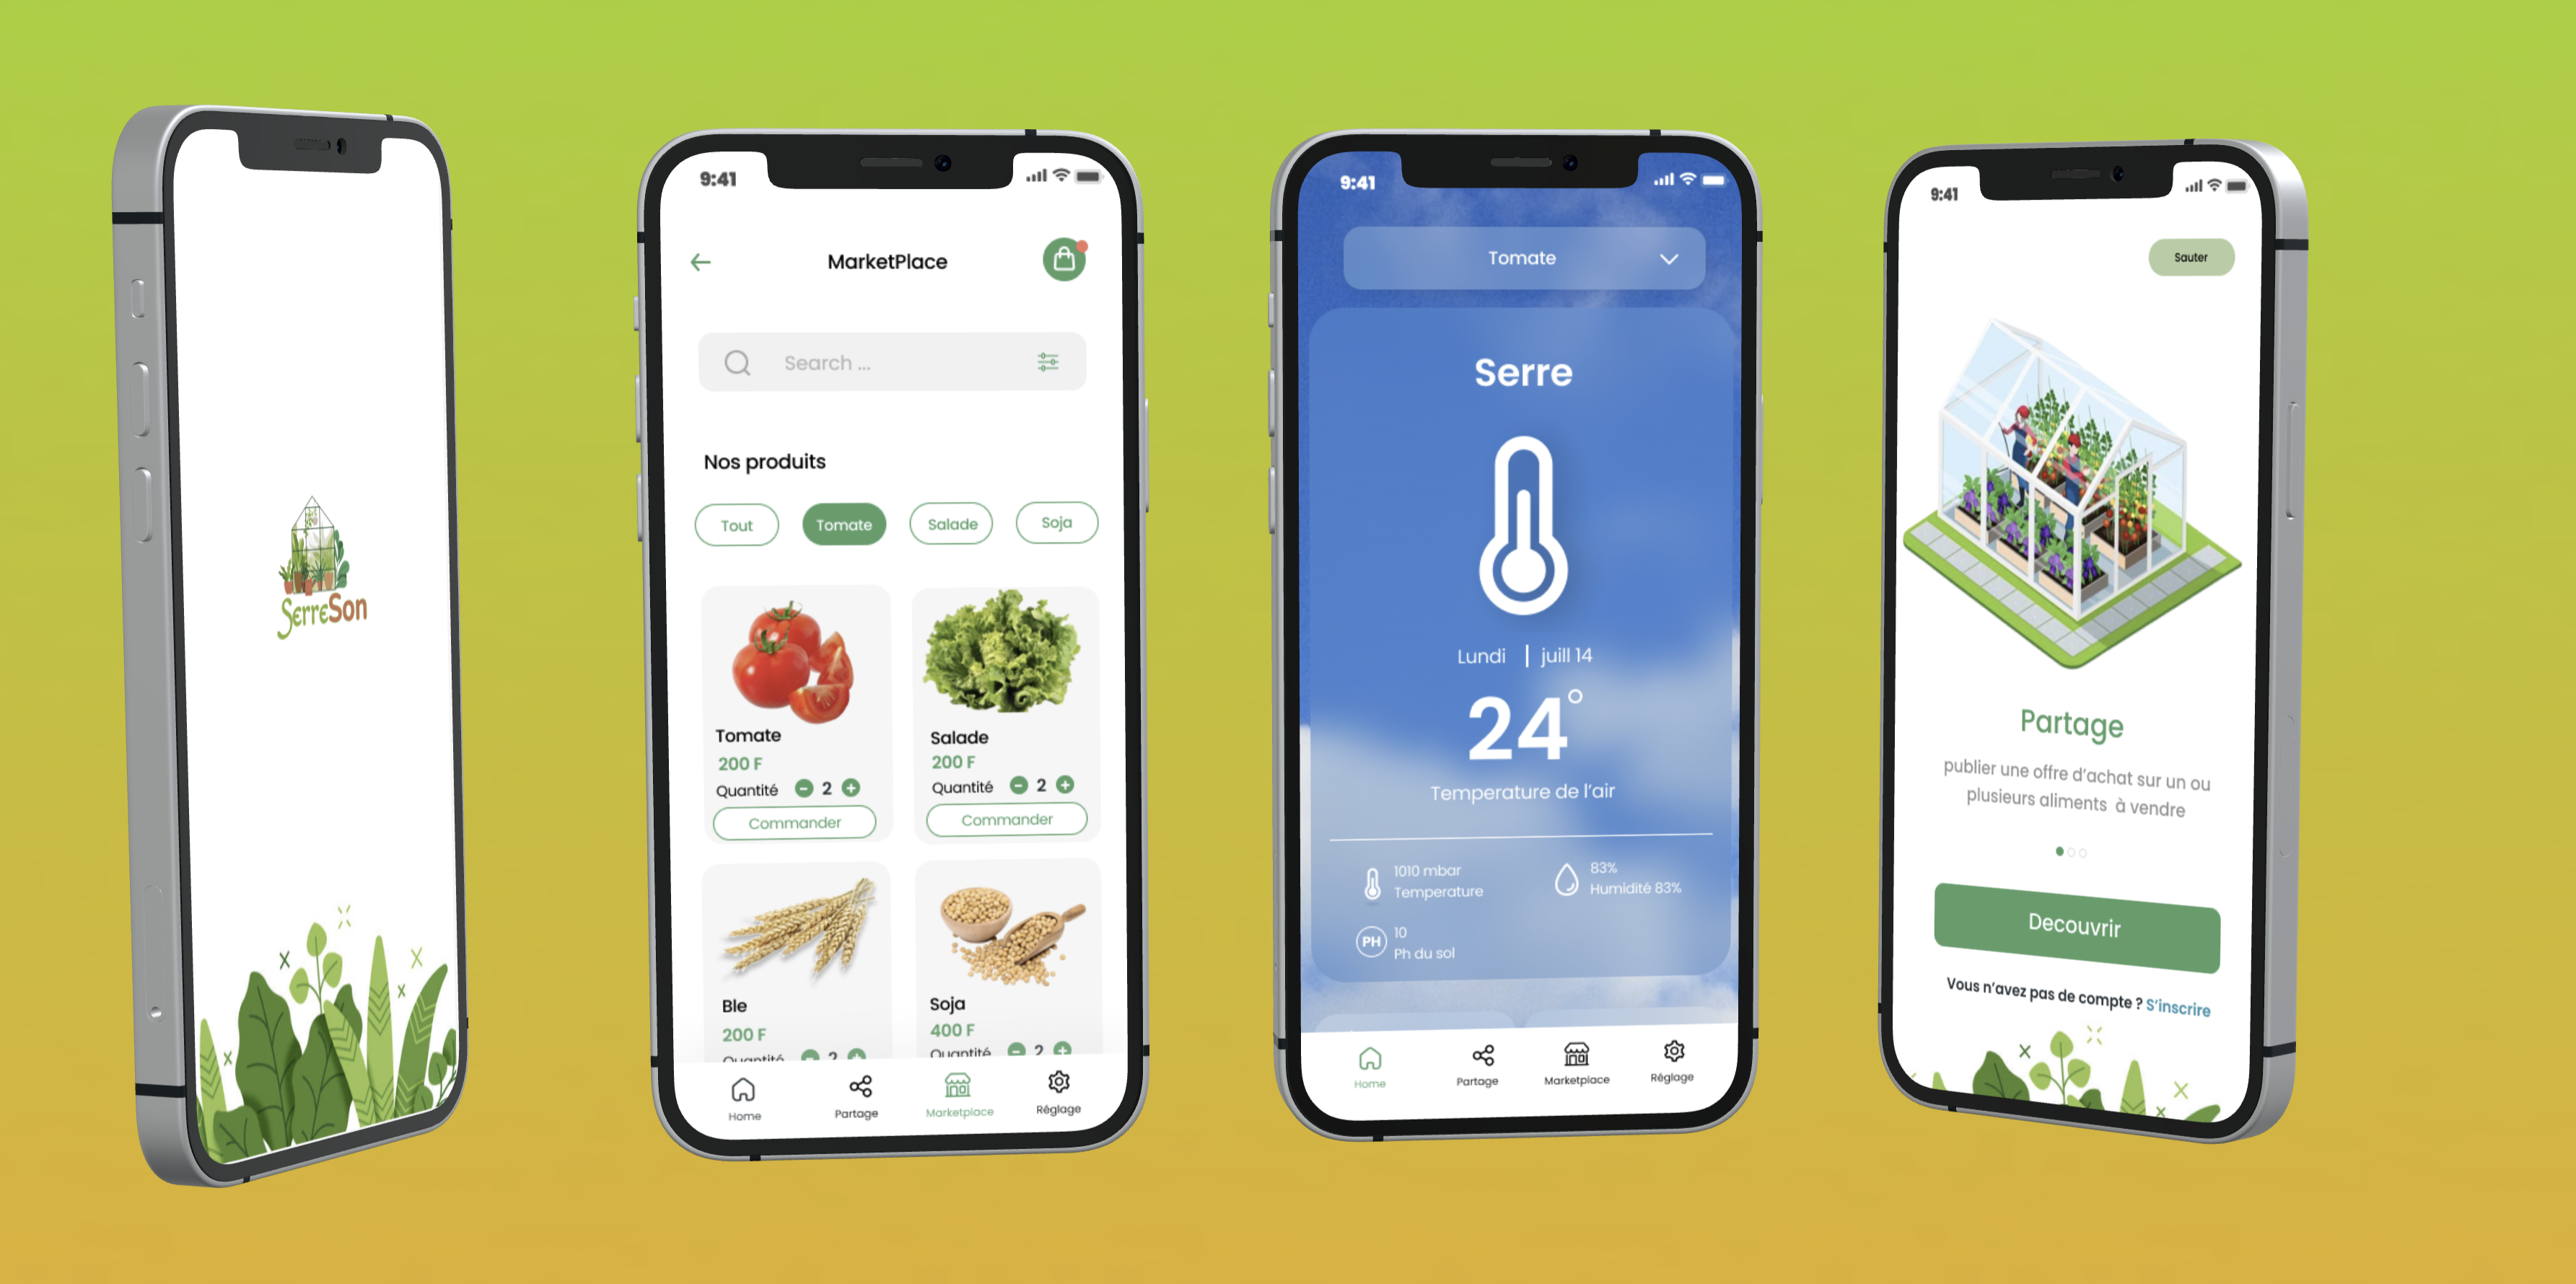 SerreSon
9:41
MarketPlace
Search ...
Nos produits
Tout
Tomate
Salade
Soja
Tomate
200 F
Quantité - 2 +
Commander
Salade
200 F
Quantité - 2 +
Commander
Ble
200 F
Quantité - 2 +
Soja
400 F
Quantité - 2 +
Home
Partage
Marketplace
Réglage
9:41
Tomate
Serre
Lundi | juill 14
24°
Temperature de l'air
1010 mbar
Temperature
83%
Humidité 83%
PH
10
Ph du sol
Home
Partage
Marketplace
Règlage
9:41
Sauter
Partage
publier une offre d'achat sur un ou
plusieurs aliments à vendre
Decouvrir
Vous n'avez pas de compte ? S'inscrire